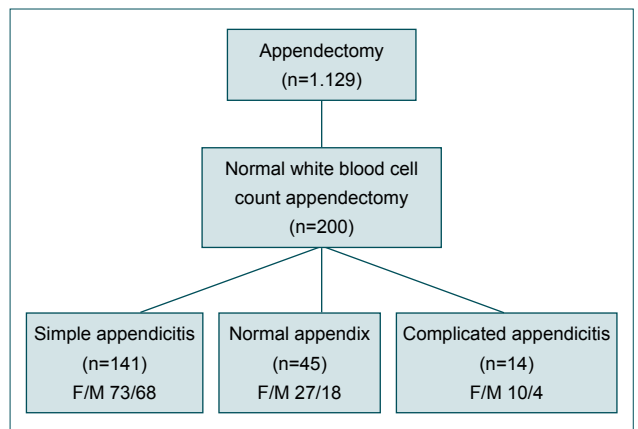 Appendectomy
(n=1.129)
Normal white blood cell
count appendectomy
(n=200)
Simple appendicitis
(n=141)
F/M 73/68
Normal appendix
(n=45)
F/M 27/18
Complicated appendicitis
(n=14)
F/M 10/4